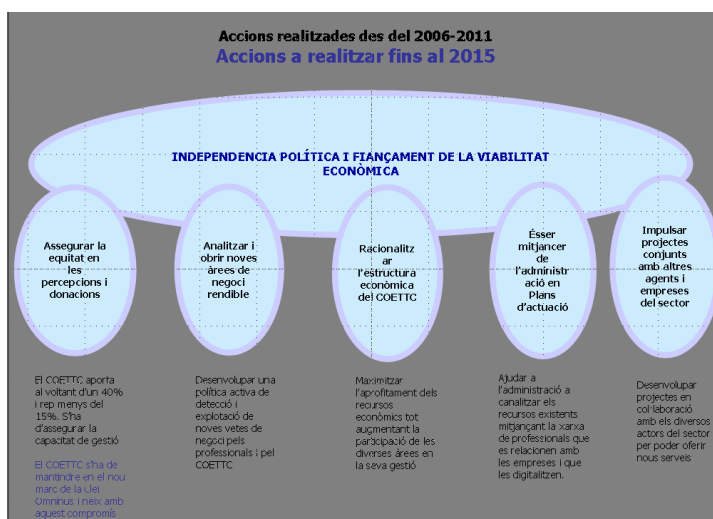 Accions realitzades des del 2006-2011
Accions a realitzar fins al 2015
INDEPENDENCIA POLÍTICA I FIANÇAMENT DE LA VIABILITAT
ECONÒMICA
Assegurar la
equitat en
les
percepcions i
donacions
Analitzar i
obrir noves
àrees de
negoci
rendible
Racionalitz
ar
l'estructura
econòmica
del COETTC
Ésser
mitjancer
de
l'administr
ació en
Plans
d'actuació
Impulsar
projectes
conjunts
amb altres
agents i
empreses
del sector
El COETTC aporta
al voltant d'un 40%
i rep menys del
15%. S'ha
d'assegurar la
capacitat de gestió
El COETTC s'ha de
mantindre en el nou
marc de la Llei
Omninus i neix amb
aquest compromís
Desenvolupar una
política activa de
detecció i
explotació de
noves vetes de
negoci pels
professionals i pel
COETTC
Maximitzar
l'aprofitament dels
recursos
econòmics tot
augmentant la
participació de les
diverses àrees en
la seva gestió
Ajudar a
l'administració a
canalitzar els
recursos existents
mitjançant la xarxa
de professionals que
es relacionen amb
les empreses i que
les digitalitzen.
Desenvolupar
projectes en
col·laboració
amb els diversos
actors del sector
per poder oferir
nous serveis